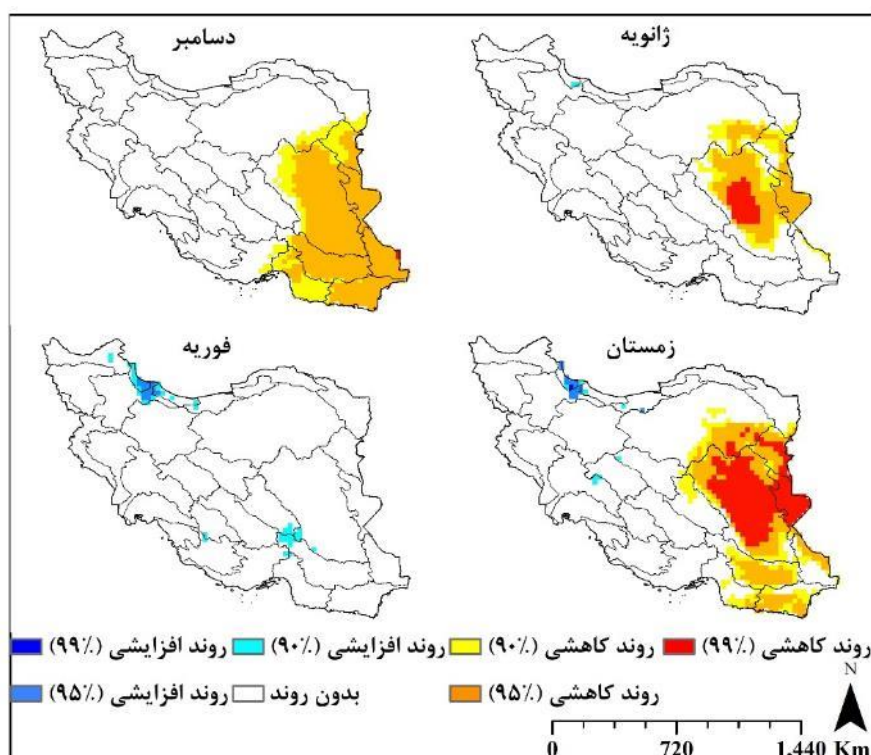 ژانویه
دسامبر
زمستان
فوریه
روند کاهشی (۹۹٪) روند کاهشی (۹۰٪) روند افزایشی (۹۰٪) روند افزایشی (۹۹٪)
روند کاهشی (۹۵٪) بدون روند روند افزایشی (۹۵٪)
N
0 720 1,440 Km